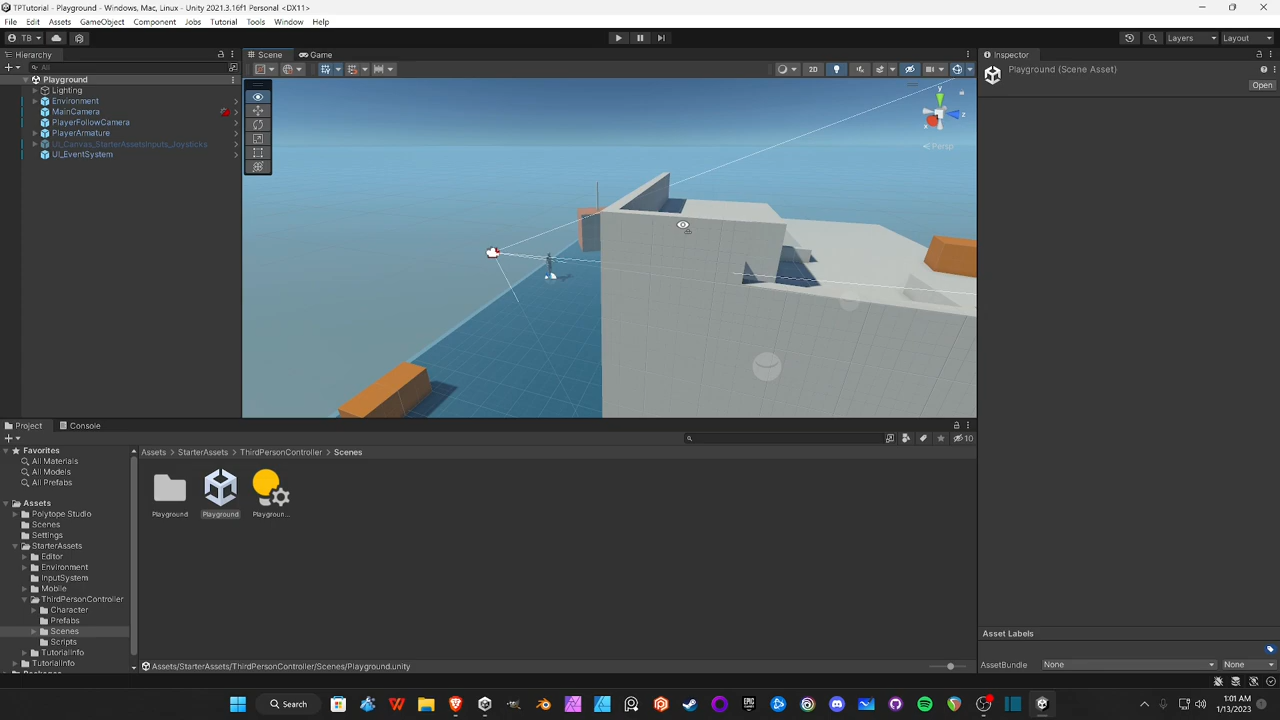 TPTutorial - Playground - Windows, Mac, Linux - Unity 2021.3.16f1 Personal <DX11>
File Edit Assets GameObject Component Jobs Cinemachine Tutorial Tools Window Help
TB
Layers
Layout
Hierarchy
All
Playground
Lighting
Environment
MainCamera
PlayerFollowCamera
PlayerArmature
UI_Canvas_StarterAssetsInputs_Joysticks
UI_EventSystem
Scene
Game
2D
y
z
x
Persp
Inspector
Playground (Scene Asset)
Open
Project
Console
10
Favorites
All Materials
All Models
All Prefabs
Assets
Polytope Studio
Scenes
Settings
StarterAssets
Editor
Environment
InputSystem
Mobile
ThirdPersonController
Character
Prefabs
Scenes
Scripts
TutorialInfo
TutorialInfo
Assets > StarterAssets > ThirdPersonController > Scenes
Playground
Playground
Playgroun...
Assets/StarterAssets/ThirdPersonController/Scenes/Playground.unity
Asset Labels
AssetBundle None None
Search
1:01 AM
1/13/2023